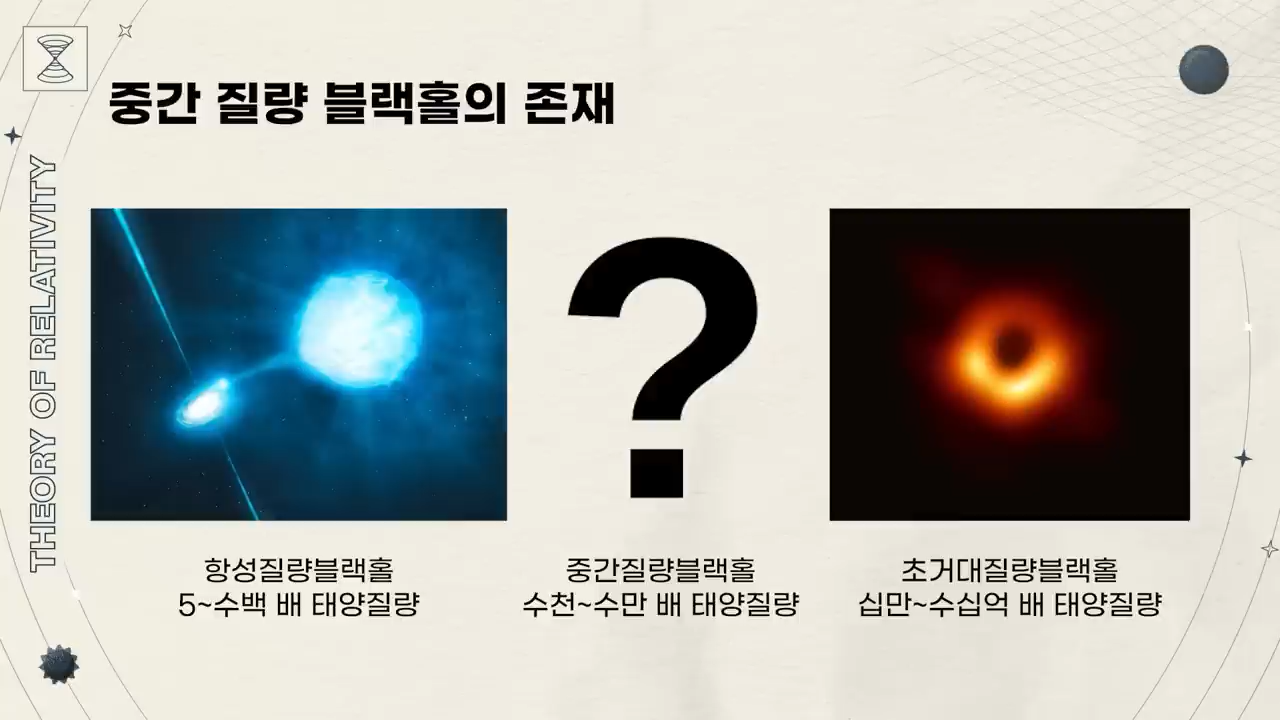 중간 질량 블랙홀의 존재
THEORY OF RELATIVITY
?
항성질량블랙홀
5~수백 배 태양질량
중간질량블랙홀
수천~수만 배 태양질량
초거대질량블랙홀
십만~수십억 배 태양질량